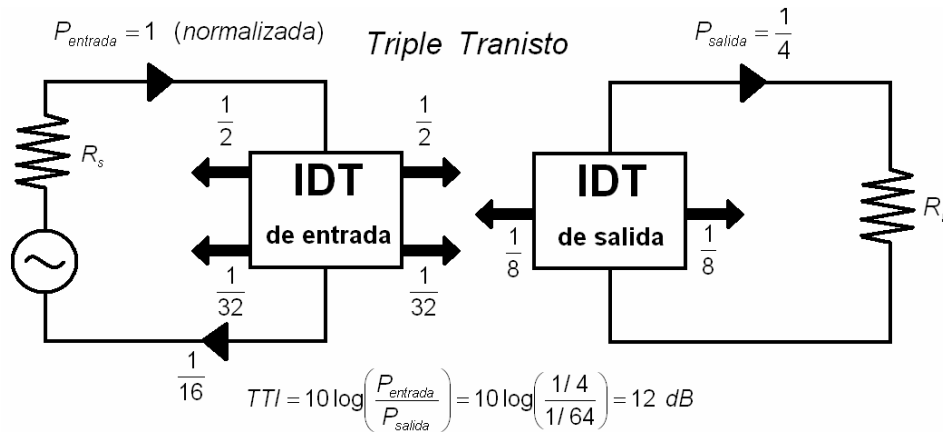 P_entrada = 1 (normalizada)
Triple Tranisto
P_salida = 1/4
R_s
1/2
1/2
IDT
de entrada
1/32
1/32
1/16
IDT
de salida
1/8
1/8
TTI = 10 log(P_entrada / P_salida) = 10 log(1/4 / 1/64) = 12 dB